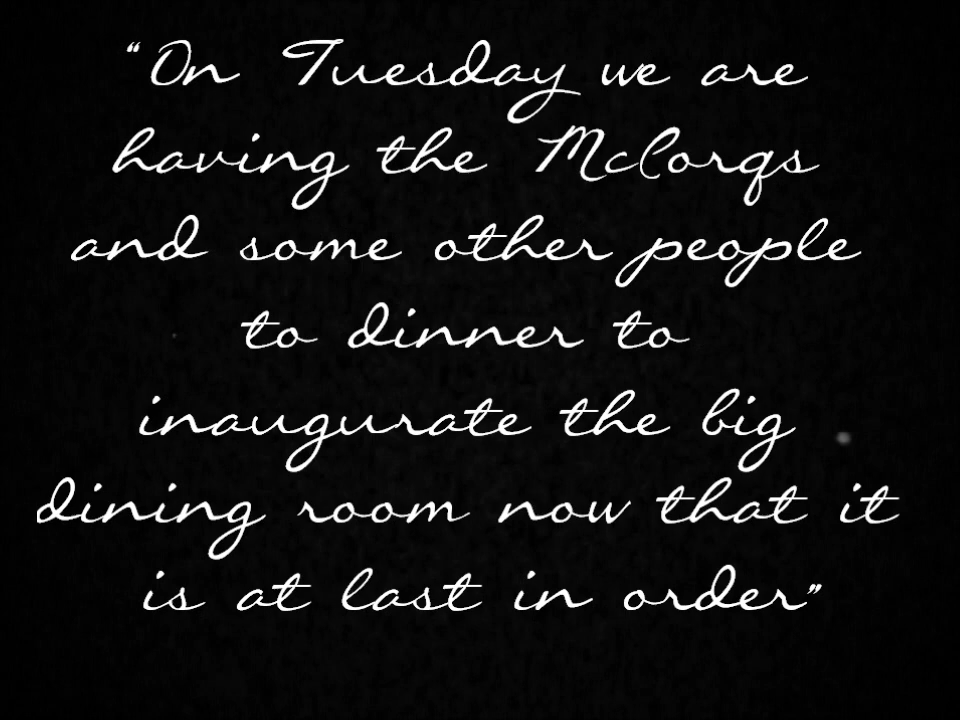 “On Tuesday we are
having the McCorqs
and some other people
to dinner to
inaugurate the big
dining room now that it
is at last in order”